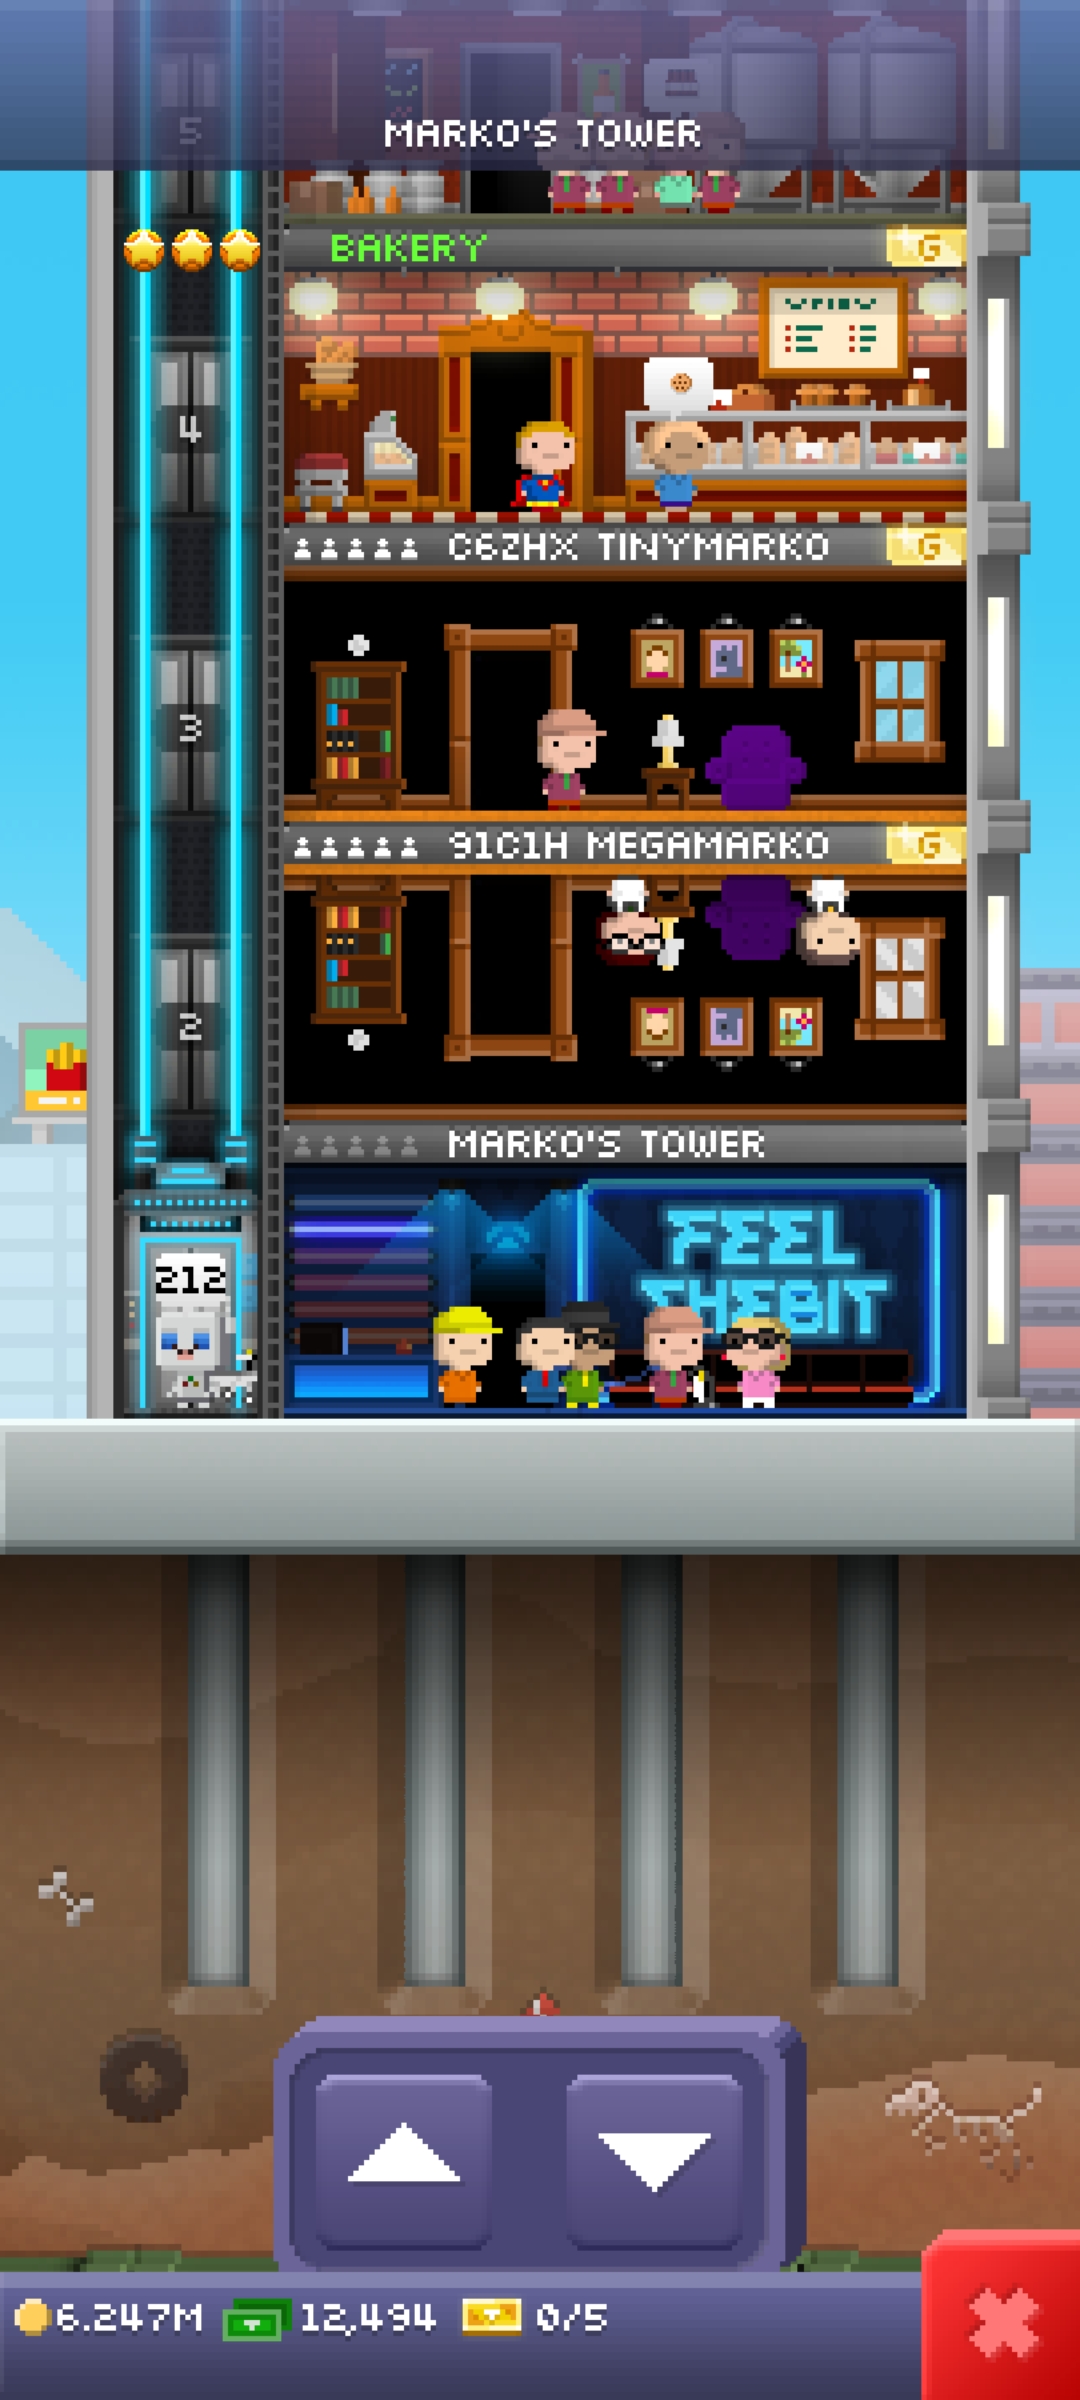 MARKO'S TOWER
5
BAKERY
G
4
C6ZHX TINYMARKO
G
3
91C1H MEGAMARKO
G
2
MARKO'S TOWER
FEEL
THEBIT
212
6.247M
12,494
0/5